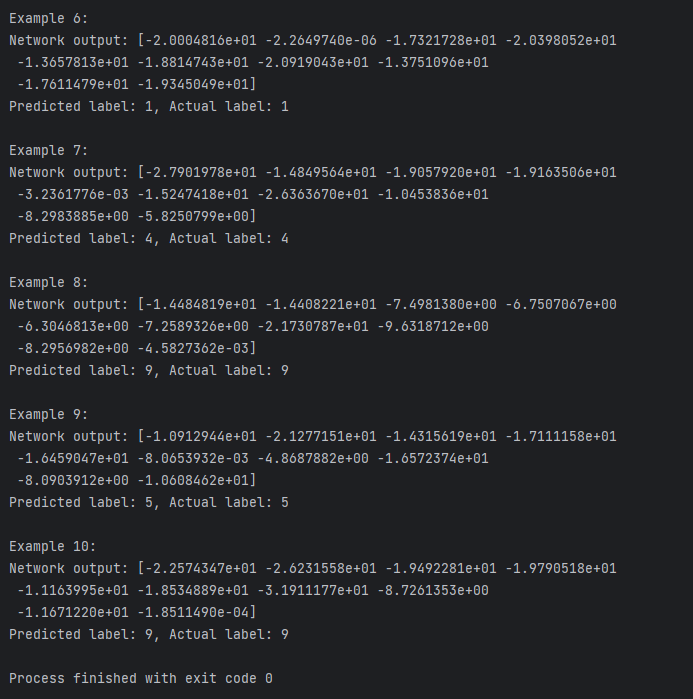 Example 6:
Network output: [-2.0004816e+01 -2.2649740e-06 -1.7321728e+01 -2.0398052e+01
 -1.3657813e+01 -1.8814743e+01 -2.0919043e+01 -1.3751096e+01
 -1.7611479e+01 -1.9345049e+01]
Predicted label: 1, Actual label: 1

Example 7:
Network output: [-2.7901978e+01 -1.4849564e+01 -1.9057920e+01 -1.9163506e+01
 -3.2361776e-03 -1.5247418e+01 -2.6363670e+01 -1.0453836e+01
 -8.2983885e+00 -5.8250799e+00]
Predicted label: 4, Actual label: 4

Example 8:
Network output: [-1.4484819e+01 -1.4408221e+01 -7.4981380e+00 -6.7507067e+00
 -6.3046813e+00 -7.2589326e+00 -2.1730787e+01 -9.6318712e+00
 -8.2956982e+00 -4.5827362e-03]
Predicted label: 9, Actual label: 9

Example 9:
Network output: [-1.0912944e+01 -2.1277151e+01 -1.4315619e+01 -1.7111158e+01
 -1.6459047e+01 -8.0653932e-03 -4.8687882e+00 -1.6572374e+01
 -8.0903912e+00 -1.0608462e+01]
Predicted label: 5, Actual label: 5

Example 10:
Network output: [-2.2574347e+01 -2.6231558e+01 -1.9492281e+01 -1.9790518e+01
 -1.1163995e+01 -1.8534889e+01 -3.1911177e+01 -8.7261353e+00
 -1.1671220e+01 -1.8511490e-04]
Predicted label: 9, Actual label: 9

Process finished with exit code 0